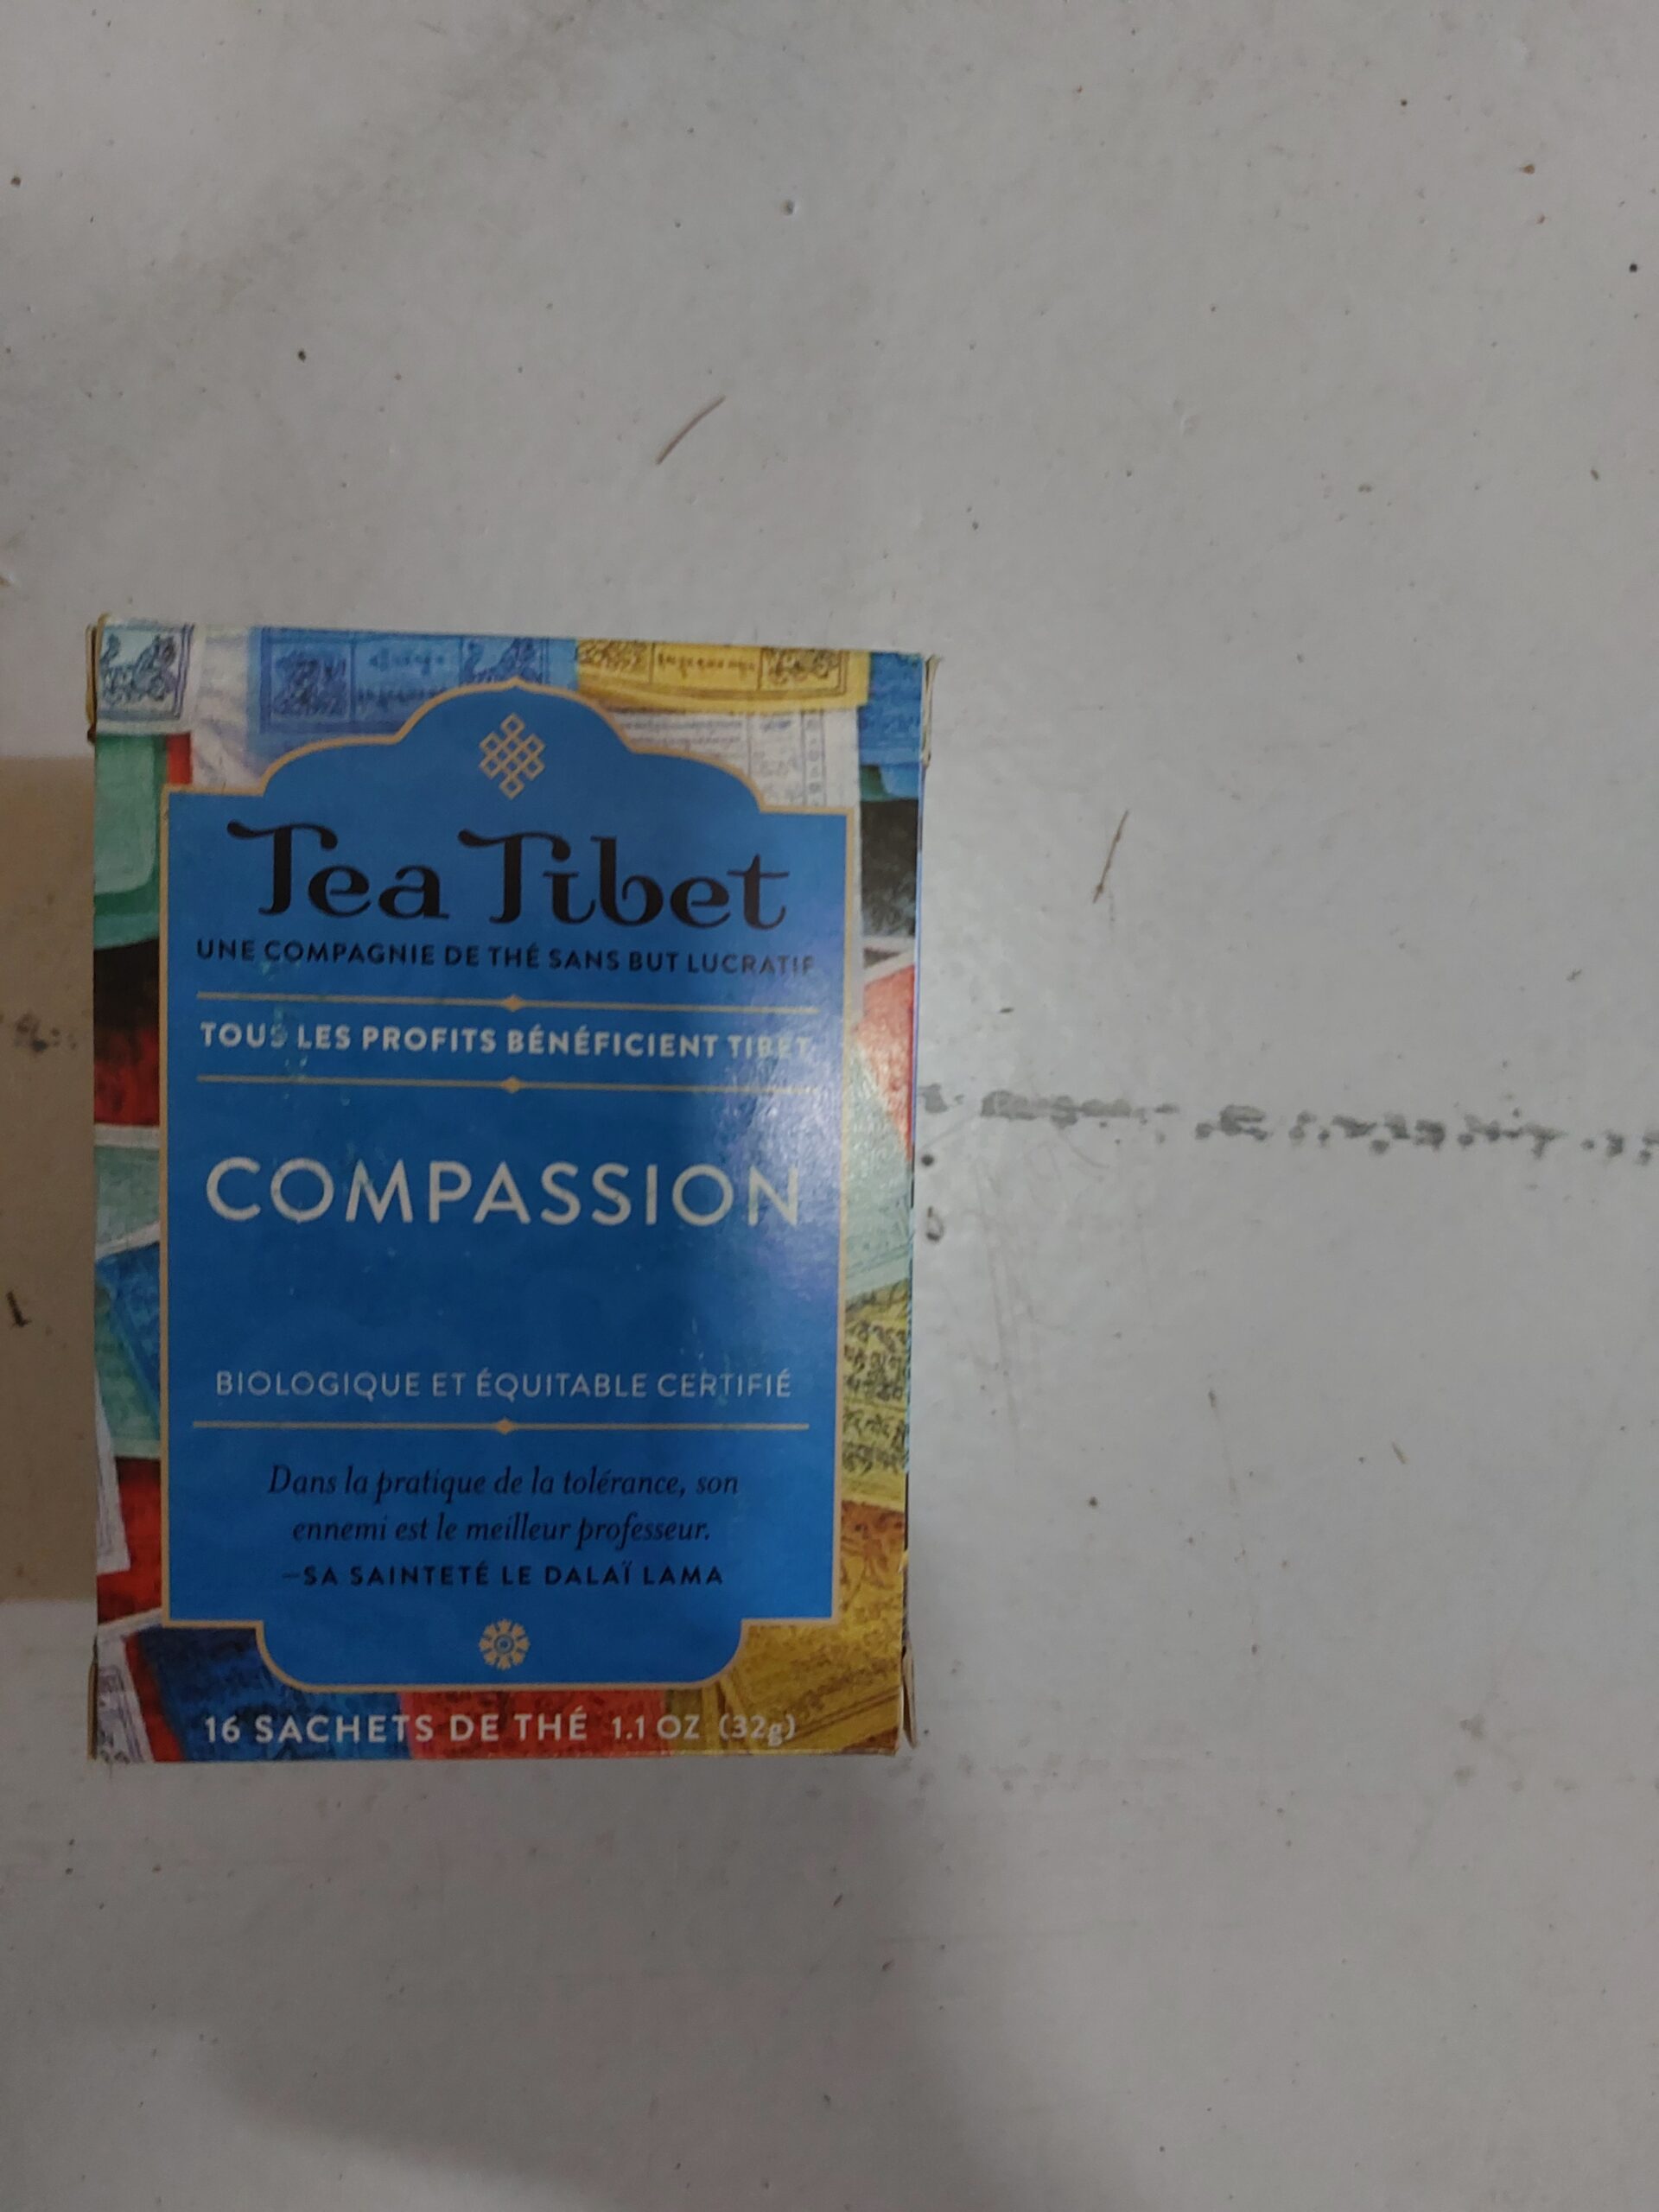 Tea Tibet
UNE COMPAGNIE DE THÉ SANS BUT LUCRATIF
TOUS LES PROFITS BÉNÉFICIENT TIBET.
COMPASSION
BIOLOGIQUE ET ÉQUITABLE CERTIFIÉ
Dans la pratique de la tolérance, son
ennemi est le meilleur professeur.
—SA SAINTETÉ LE DALAÏ LAMA
16 SACHETS DE THÉ 1.1 OZ (32g)